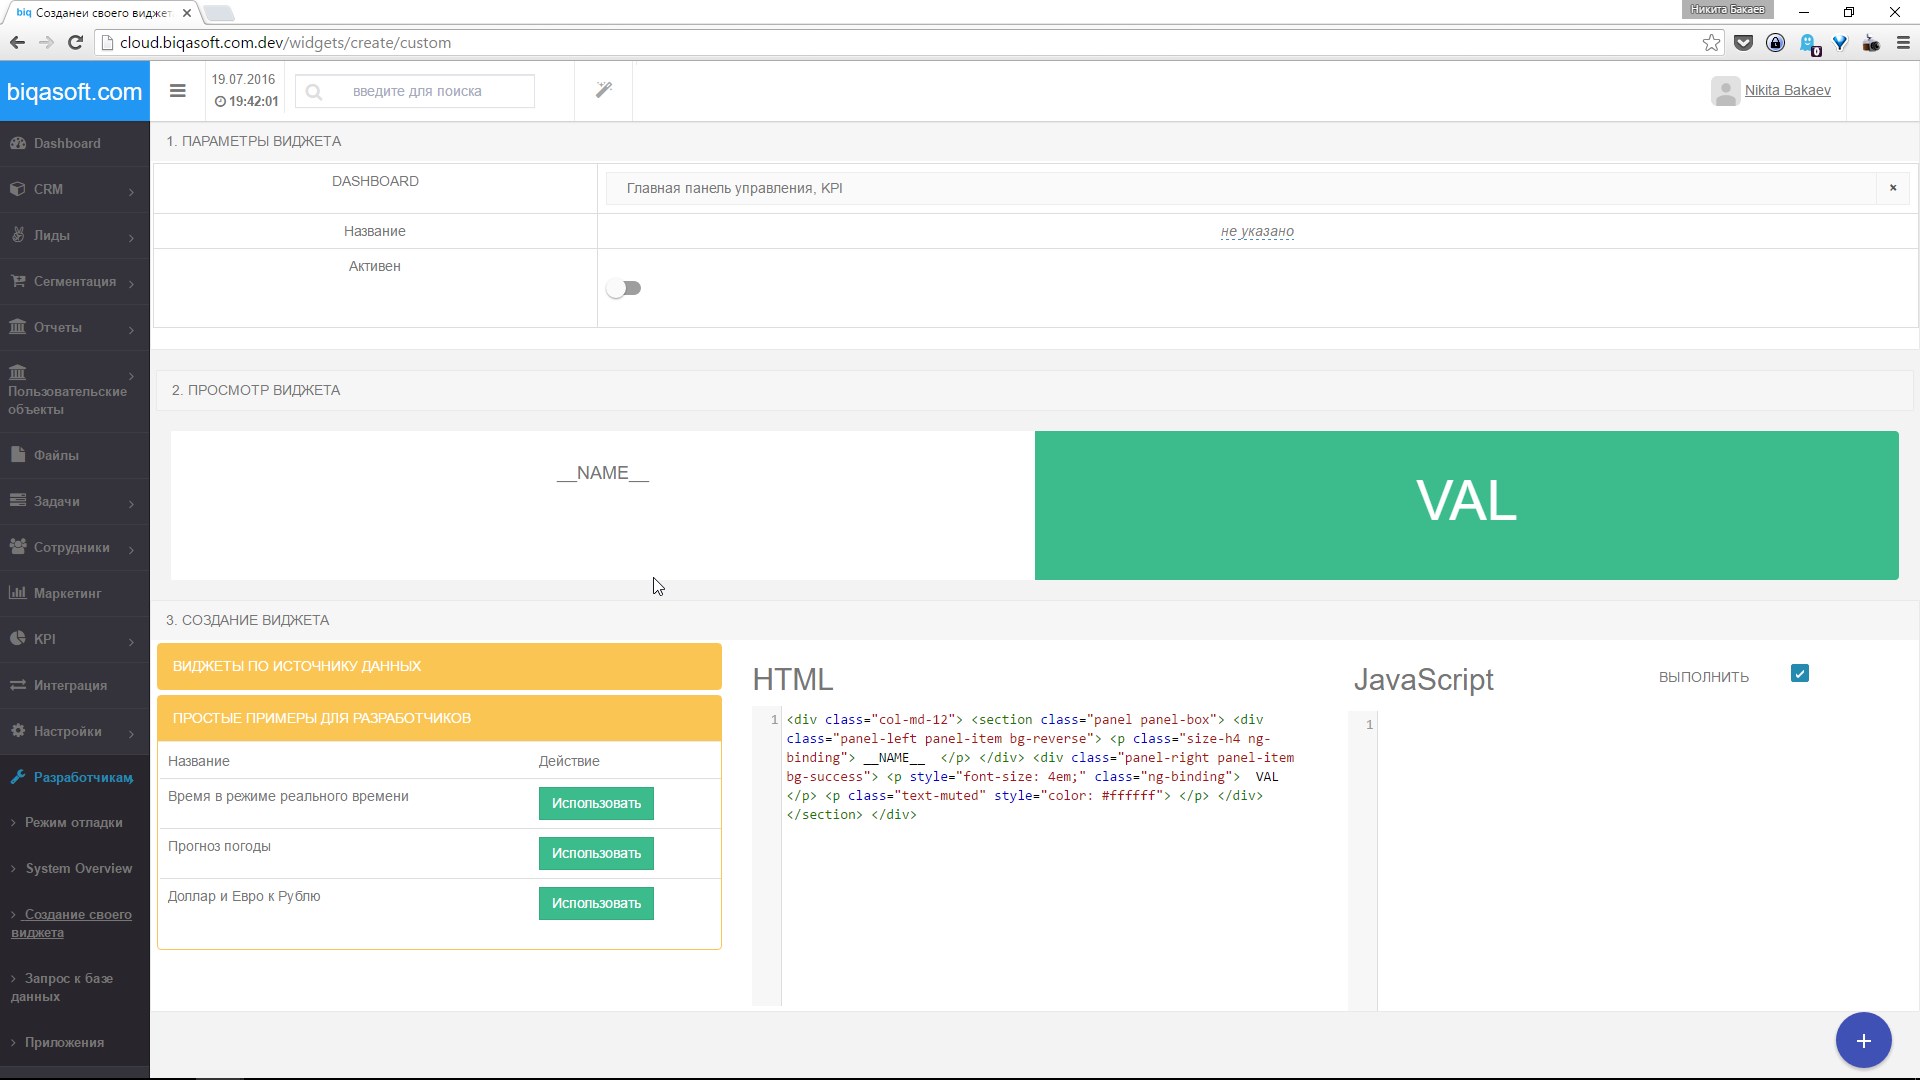 biq Созданеи своего виджет
Никита Бакаев
cloud.biqasoft.com.dev/widgets/create/custom
0
biqasoft.com
19.07.2016
19:42:01
введите для поиска
Nikita Bakaev
Dashboard
CRM
Лиды
Сегментация
Отчеты
Пользовательские
объекты
Файлы
Задачи
Сотрудники
Маркетинг
KPI
Интеграция
Настройки
Разработчикам
Режим отладки
System Overview
Создание своего
виджета
Запрос к базе
данных
Приложения
1. ПАРАМЕТРЫ ВИДЖЕТА
DASHBOARD
Главная панель управления, KPI
×
Название
не указано
Активен
2. ПРОСМОТР ВИДЖЕТА
__NAME__
VAL
3. СОЗДАНИЕ ВИДЖЕТА
ВИДЖЕТЫ ПО ИСТОЧНИКУ ДАННЫХ
ПРОСТЫЕ ПРИМЕРЫ ДЛЯ РАЗРАБОТЧИКОВ
Название Действие
Время в режиме реального времени Использовать
Прогноз погоды Использовать
Доллар и Евро к Рублю Использовать
HTML
1 <div class="col-md-12"> <section class="panel panel-box"> <div
class="panel-left panel-item bg-reverse"> <p class="size-h4 ng-
binding"> __NAME__ </p> </div> <div class="panel-right panel-item
bg-success"> <p style="font-size: 4em;" class="ng-binding"> VAL
</p> <p class="text-muted" style="color: #ffffff"> </p> </div>
</section> </div>
JavaScript
ВЫПОЛНИТЬ
1
+